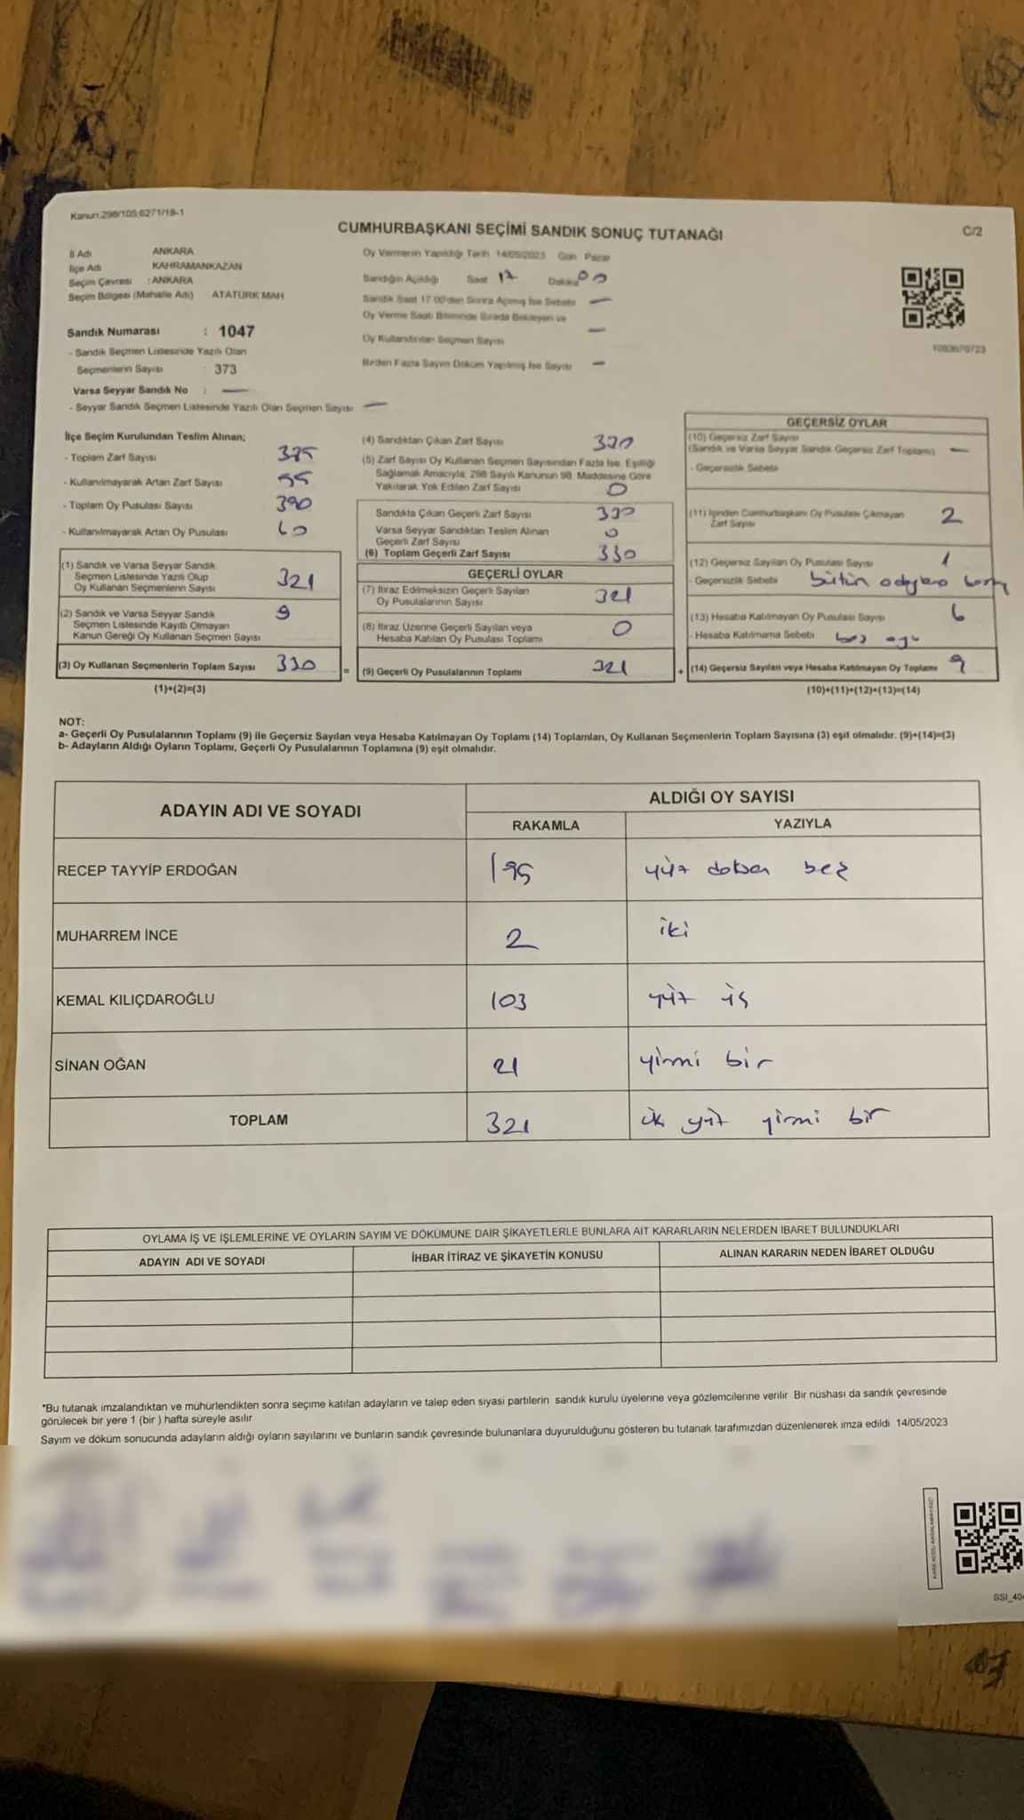 Kanun:298/105;6271/19-1
CUMHURBAŞKANI SEÇİMİ SANDIK SONUÇ TUTANAĞI
C/2
İl Adı ANKARA
İlçe Adı KAHRAMANKAZAN
Seçim Çevresi : ANKARA
Seçim Bölgesi (Mahalle Adı) ATATÜRK MAH
Oy Vermenin Yapıldığı Tarih 14/05/2023 Gün Pazar
Sandığın Açıldığı Saat 17 Dakika 00
Sandık Saat 17:00'den Sonra Açılmış İse Sebebi —
Oy Verme Saati Bitiminde Sırada Bekleyen ve
Oy Kullandırılan Seçmen Sayısı —
Birden Fazla Sayım Döküm Yapılmış İse Sayısı —
Sandık Numarası : 1047
- Sandık Seçmen Listesinde Yazılı Olan
Seçmenlerin Sayısı : 373
Varsa Seyyar Sandık No : —
- Seyyar Sandık Seçmen Listesinde Yazılı Olan Seçmen Sayısı —
İlçe Seçim Kurulundan Teslim Alınan;
- Toplam Zarf Sayısı
- Kullanılmayarak Artan Zarf Sayısı 55
- Toplam Oy Pusulası Sayısı 390
- Kullanılmayarak Artan Oy Pusulası 60
(1) Sandık ve Varsa Seyyar Sandık
Seçmen Listesinde Yazılı Olup
Oy Kullanan Seçmenlerin Sayısı 321
(2) Sandık ve Varsa Seyyar Sandık
Seçmen Listesinde Kayıtlı Olmayan
Kanun Gereği Oy Kullanan Seçmen Sayısı 9
(3) Oy Kullanan Seçmenlerin Toplam Sayısı 330 =
(1)+(2)=(3)
(4) Sandıktan Çıkan Zarf Sayısı 330
(5) Zarf Sayısı Oy Kullanan Seçmen Sayısından Fazla İse, Eşitliği
Sağlamak Amacıyla, 298 Sayılı Kanunun 98. Maddesine Göre
Yakılarak Yok Edilen Zarf Sayısı 0
Sandıkta Çıkan Geçerli Zarf Sayısı 330
Varsa Seyyar Sandıktan Teslim Alınan
Geçerli Zarf Sayısı 0
(6) Toplam Geçerli Zarf Sayısı 330
GEÇERLİ OYLAR
(7) İtiraz Edilmeksizin Geçerli Sayılan
Oy Pusulalarının Sayısı 321
(8) İtiraz Üzerine Geçerli Sayılan veya
Hesaba Katılan Oy Pusulası Toplamı 0
(9) Geçerli Oy Pusulalarının Toplamı 321 +
GEÇERSİZ OYLAR
(10) Geçersiz Zarf Sayısı
(Sandık ve Varsa Seyyar Sandık Geçersiz Zarf Toplamı) —
- Geçersizlik Sebebi
(11) İçinden Cumhurbaşkanı Oy Pusulası Çıkmayan
Zarf Sayısı 2
(12) Geçersiz Sayılan Oy Pusulası Sayısı 1
- Geçersizlik Sebebi bütün
(13) Hesaba Katılmayan Oy Pusulası Sayısı 6
- Hesaba Katılmama Sebebi
(14) Geçersiz Sayılan veya Hesaba Katılmayan Oy Toplamı 9
(10)+(11)+(12)+(13)=(14)
NOT:
a- Geçerli Oy Pusulalarının Toplamı (9) ile Geçersiz Sayılan veya Hesaba Katılmayan Oy Toplamı (14) Toplamları, Oy Kullanan Seçmenlerin Toplam Sayısına (3) eşit olmalıdır. (9)+(14)=(3)
b- Adayların Aldığı Oyların Toplamı, Geçerli Oy Pusulalarının Toplamına (9) eşit olmalıdır.
ADAYIN ADI VE SOYADI
ALDIĞI OY SAYISI
RAKAMLA YAZIYLA
RECEP TAYYİP ERDOĞAN 195 yüz doksan beş
MUHARREM İNCE 2 iki
KEMAL KILIÇDAROĞLU 103 yüz üç
SİNAN OĞAN 21 yirmi bir
TOPLAM 321 üç yüz yirmi bir
OYLAMA İŞ VE İŞLEMLERİNE VE OYLARIN SAYIM VE DÖKÜMÜNE DAİR ŞİKAYETLERLE BUNLARA AİT KARARLARIN NELERDEN İBARET BULUNDUKLARI
ADAYIN ADI VE SOYADI İHBAR İTİRAZ VE ŞİKAYETİN KONUSU ALINAN KARARIN NEDEN İBARET OLDUĞU
*Bu tutanak imzalandıktan ve mühürlendikten sonra seçime katılan adayların ve talep eden siyasi partilerin sandık kurulu üyelerine veya gözlemcilerine verilir. Bir nüshası da sandık çevresinde
görülecek bir yere 1 (bir ) hafta süreyle asılır
Sayım ve döküm sonucunda adayların aldığı oyların sayılarını ve bunların sandık çevresinde bulunanlara duyurulduğunu gösteren bu tutanak tarafımızdan düzenlenerek imza edildi 14/05/2023